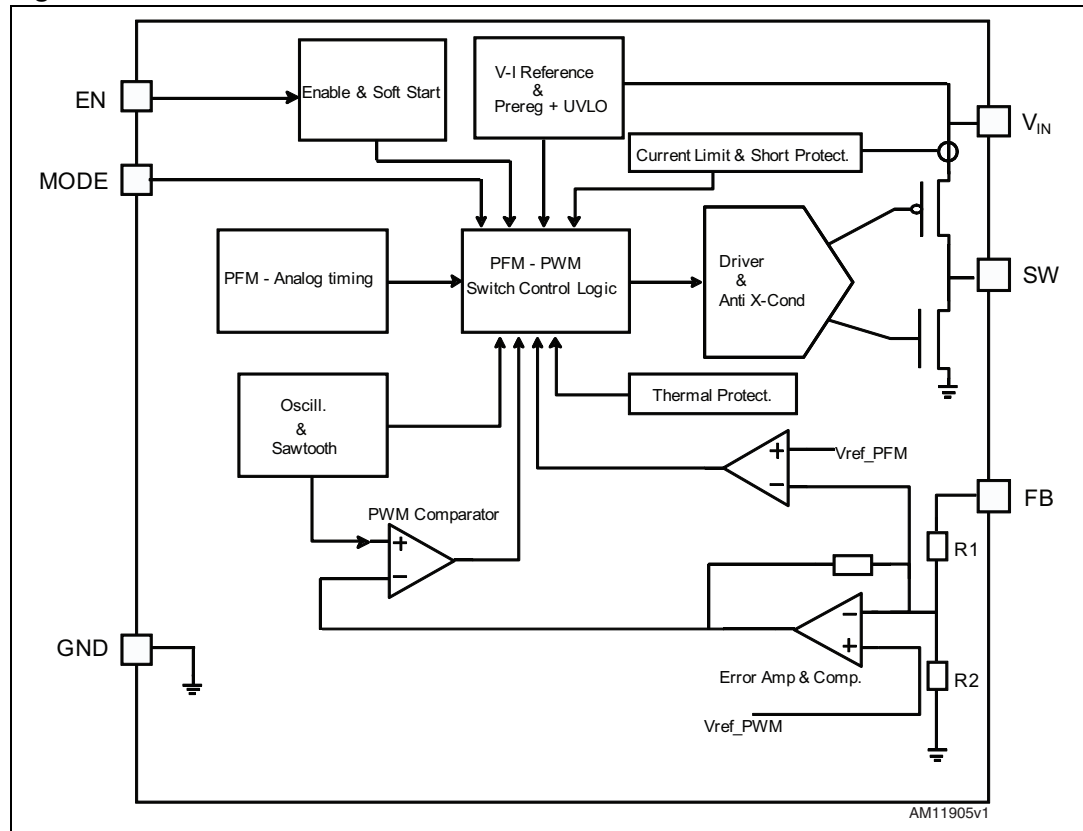 EN
Enable & Soft Start
V-I Reference
&
Prereg + UVLO
VIN
Current Limit & Short Protect.
MODE
PFM - Analog timing
PFM - PWM
Switch Control Logic
Driver
&
Anti X-Cond
SW
Oscill.
&
Sawtooth
Thermal Protect.
+
−
Vref_PFM
FB
PWM Comparator
+
−
R1
−
+
GND
Error Amp & Comp.
R2
Vref_PWM
AM11905v1